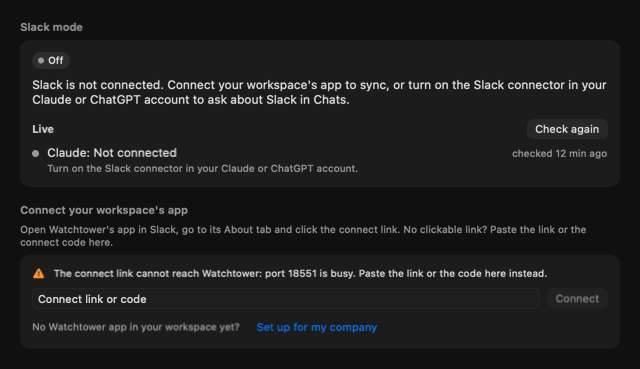 Slack mode
Off
Slack is not connected. Connect your workspace's app to sync, or turn on the Slack connector in your
Claude or ChatGPT account to ask about Slack in Chats.
Live
Check again
Claude: Not connected
checked 12 min ago
Turn on the Slack connector in your Claude or ChatGPT account.
Connect your workspace's app
Open Watchtower's app in Slack, go to its About tab and click the connect link. No clickable link? Paste the link or the
connect code here.
The connect link cannot reach Watchtower: port 18551 is busy. Paste the link or the code here instead.
Connect link or code
Connect
No Watchtower app in your workspace yet?
Set up for my company